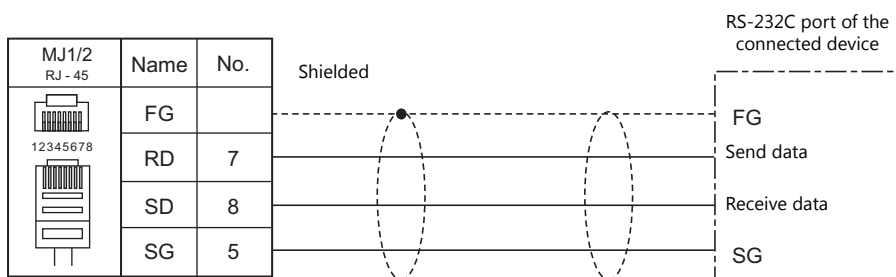 RS-232C port of the
connected device
MJ1/2
RJ - 45
Name
No.
Shielded
FG
FG
12345678
RD
7
Send data
SD
8
Receive data
SG
5
SG